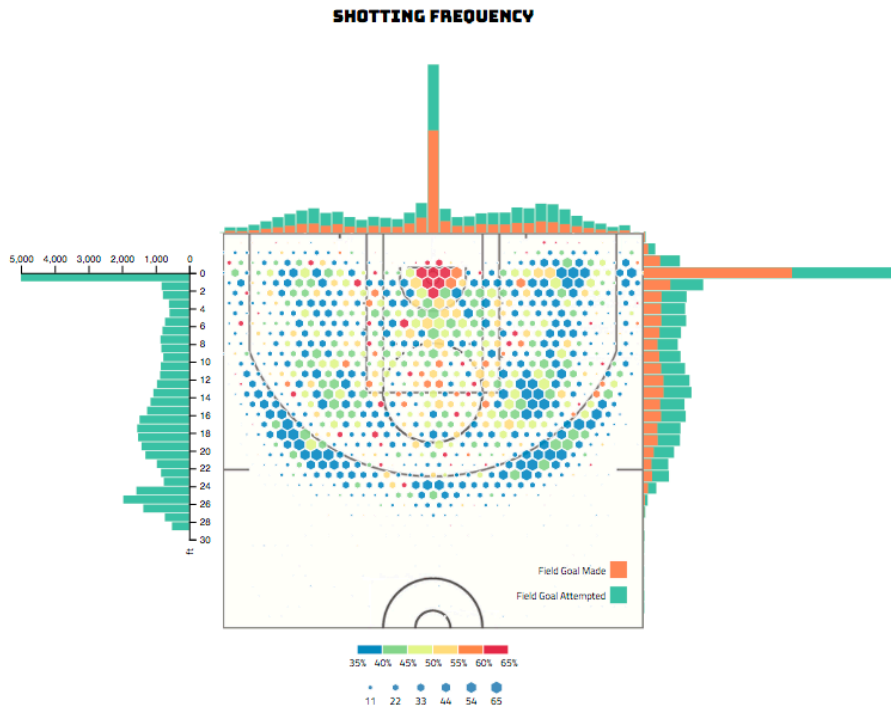 SHOTTING FREQUENCY
5,000 4,000 3,000 2,000 1,000 0
0
2
4
6
8
10
12
14
16
18
20
22
24
26
28
30
ft
Field Goal Made
Field Goal Attempted
35% 40% 45% 50% 55% 60% 65%
11 22 33 44 54 65